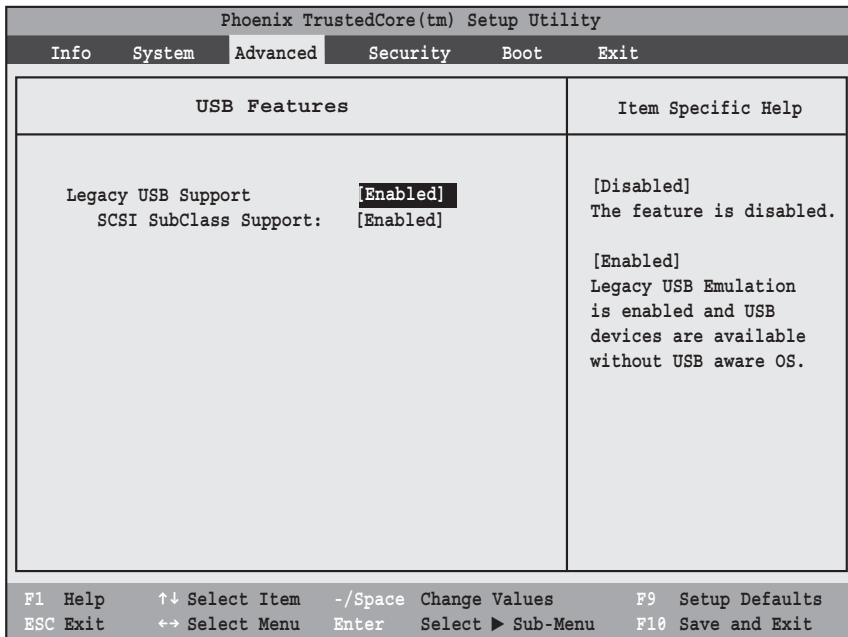 Phoenix TrustedCore(tm) Setup Utility
Info System Advanced Security Boot Exit
USB Features
Item Specific Help
Legacy USB Support [Enabled]
SCSI SubClass Support: [Enabled]
[Disabled]
The feature is disabled.
[Enabled]
Legacy USB Emulation
is enabled and USB
devices are available
without USB aware OS.
F1 Help ↑↓ Select Item -/Space Change Values F9 Setup Defaults
ESC Exit ←→ Select Menu Enter Select ▶ Sub-Menu F10 Save and Exit